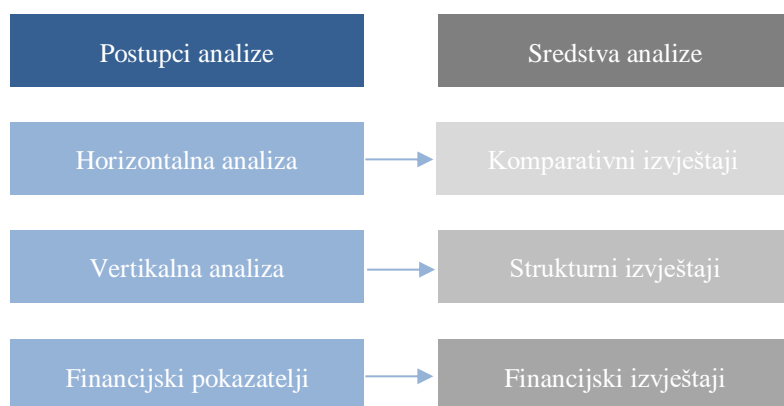 Postupci analize
Sredstva analize
Horizontalna analiza
Komparativni izvještaji
Vertikalna analiza
Strukturni izvještaji
Financijski pokazatelji
Financijski izvještaji